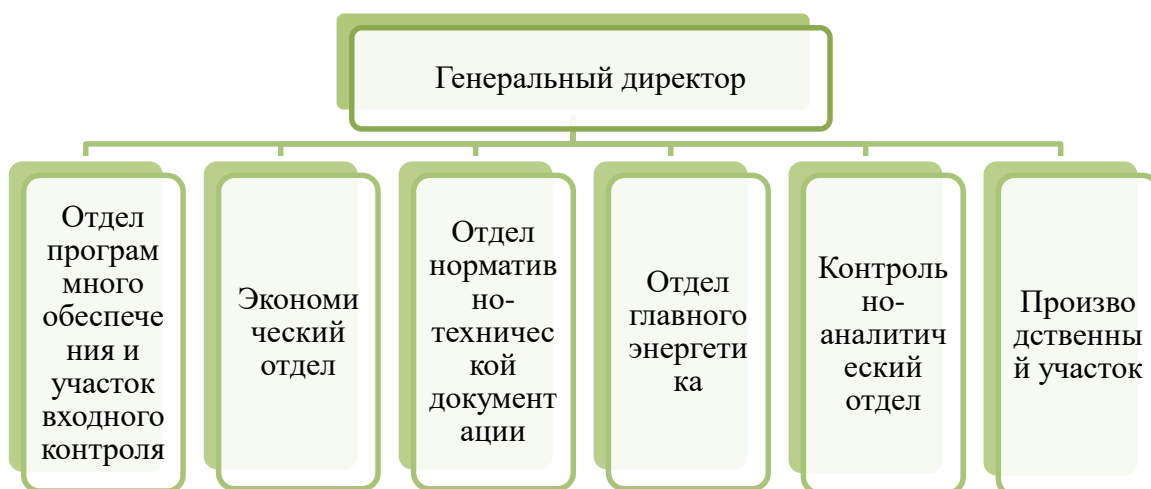 Генеральный директор
Отдел
програм
много
обеспече
ния и
участок
входного
контроля
Экономи
ческий
отдел
Отдел
норматив
но-
техничес
кой
документ
ации
Отдел
главного
энергети
ка
Контроль
но-
аналитич
еский
отдел
Произво
дственны
й участок